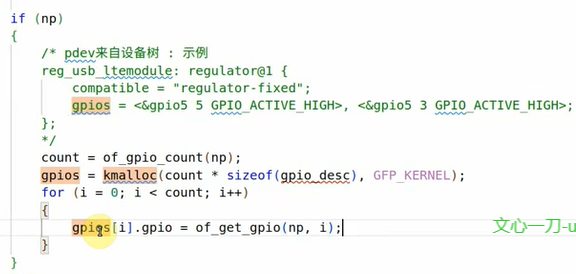 if (np)
{
/* pdev来自设备树 : 示例
reg_usb_ltemodule: regulator@1 {
compatible = "regulator-fixed";
gpios = <&gpio5 5 GPIO_ACTIVE_HIGH>, <&gpio5 3 GPIO_ACTIVE_HIGH>;
};
*/
count = of_gpio_count(np);
gpios = kmalloc(count * sizeof(gpio_desc), GFP_KERNEL);
for (i = 0; i < count; i++)
{
gpios[i].gpio = of_get_gpio(np, i);
文心一刀-u
}
}